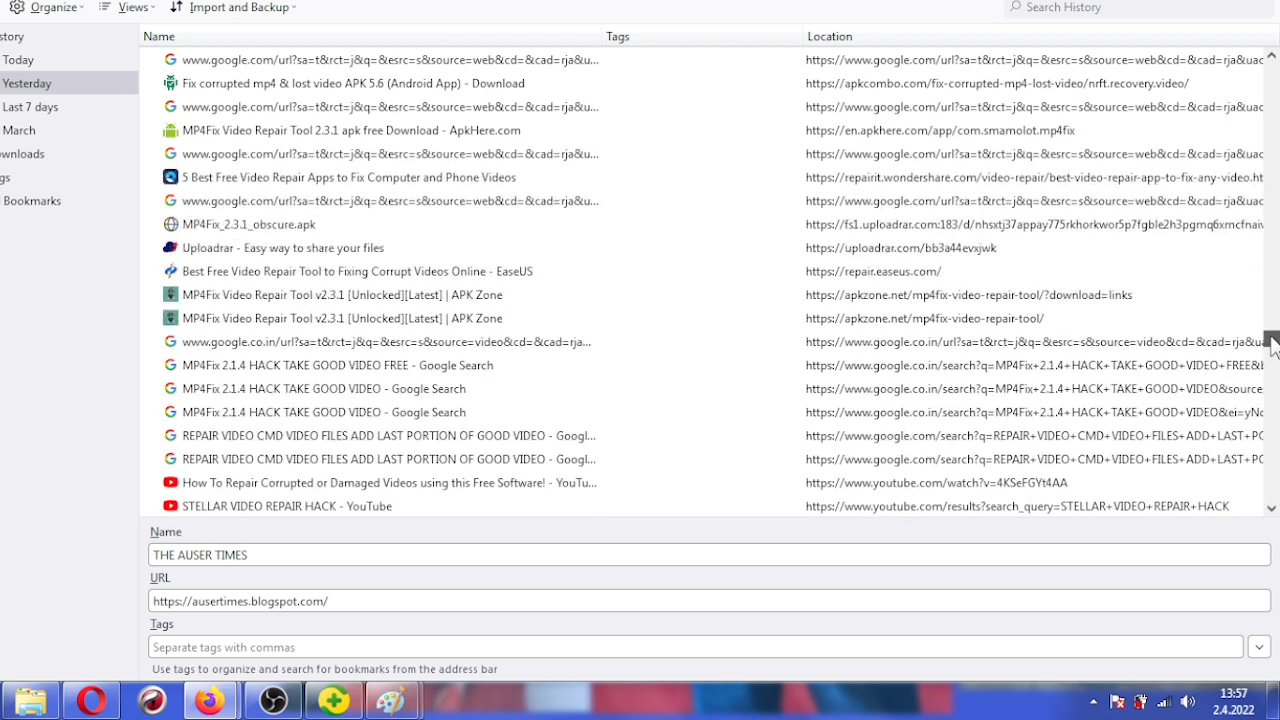 Organize Views Import and Backup Search History
story Name Tags Location
Today www.google.com/url?sa=t&rct=j&q=&esrc=s&source=web&cd=&cad=rja&u... https://www.google.com/url?sa=t&rct=j&q=&esrc=s&source=web&cd=&cad=rja&uac
Yesterday Fix corrupted mp4 & lost video APK 5.6 (Android App) - Download https://apkcombo.com/fix-corrupted-mp4-lost-video/nrft.recovery.video/
Last 7 days www.google.com/url?sa=t&rct=j&q=&esrc=s&source=web&cd=&cad=rja&u... https://www.google.com/url?sa=t&rct=j&q=&esrc=s&source=web&cd=&cad=rja&uac
March MP4Fix Video Repair Tool 2.3.1 apk free Download - ApkHere.com https://en.apkhere.com/app/com.smamolot.mp4fix
wnloads www.google.com/url?sa=t&rct=j&q=&esrc=s&source=web&cd=&cad=rja&u... https://www.google.com/url?sa=t&rct=j&q=&esrc=s&source=web&cd=&cad=rja&uac
gs 5 Best Free Video Repair Apps to Fix Computer and Phone Videos https://repairit.wondershare.com/video-repair/best-video-repair-app-to-fix-any-video.ht
Bookmarks www.google.com/url?sa=t&rct=j&q=&esrc=s&source=web&cd=&cad=rja&u... https://www.google.com/url?sa=t&rct=j&q=&esrc=s&source=web&cd=&cad=rja&uac
MP4Fix_2.3.1_obscure.apk https://fs1.uploadrar.com:183/d/nhsxtj37appay775rkhorkwor5p7fgble2h3pgmq6xmcfnaiv
Uploadrar - Easy way to share your files https://uploadrar.com/bb3a44evxjwk
Best Free Video Repair Tool to Fixing Corrupt Videos Online - EaseUS https://repair.easeus.com/
MP4Fix Video Repair Tool v2.3.1 [Unlocked][Latest] | APK Zone https://apkzone.net/mp4fix-video-repair-tool/?download=links
MP4Fix Video Repair Tool v2.3.1 [Unlocked][Latest] | APK Zone https://apkzone.net/mp4fix-video-repair-tool/
www.google.co.in/url?sa=t&rct=j&q=&esrc=s&source=video&cd=&cad=rja... https://www.google.co.in/url?sa=t&rct=j&q=&esrc=s&source=video&cd=&cad=rja&u
MP4Fix 2.1.4 HACK TAKE GOOD VIDEO FREE - Google Search https://www.google.co.in/search?q=MP4Fix+2.1.4+HACK+TAKE+GOOD+VIDEO+FREE&
MP4Fix 2.1.4 HACK TAKE GOOD VIDEO - Google Search https://www.google.co.in/search?q=MP4Fix+2.1.4+HACK+TAKE+GOOD+VIDEO&source
MP4Fix 2.1.4 HACK TAKE GOOD VIDEO - Google Search https://www.google.co.in/search?q=MP4Fix+2.1.4+HACK+TAKE+GOOD+VIDEO&ei=yNc
REPAIR VIDEO CMD VIDEO FILES ADD LAST PORTION OF GOOD VIDEO - Googl... https://www.google.com/search?q=REPAIR+VIDEO+CMD+VIDEO+FILES+ADD+LAST+PC
REPAIR VIDEO CMD VIDEO FILES ADD LAST PORTION OF GOOD VIDEO - Googl... https://www.google.com/search?q=REPAIR+VIDEO+CMD+VIDEO+FILES+ADD+LAST+PC
How To Repair Corrupted or Damaged Videos using this Free Software! - YouTu... https://www.youtube.com/watch?v=4KSeFGYt4AA
STELLAR VIDEO REPAIR HACK - YouTube https://www.youtube.com/results?search_query=STELLAR+VIDEO+REPAIR+HACK
Name
THE AUSER TIMES
URL
https://ausertimes.blogspot.com/
Tags
Separate tags with commas
Use tags to organize and search for bookmarks from the address bar
13:57
2.4.2022